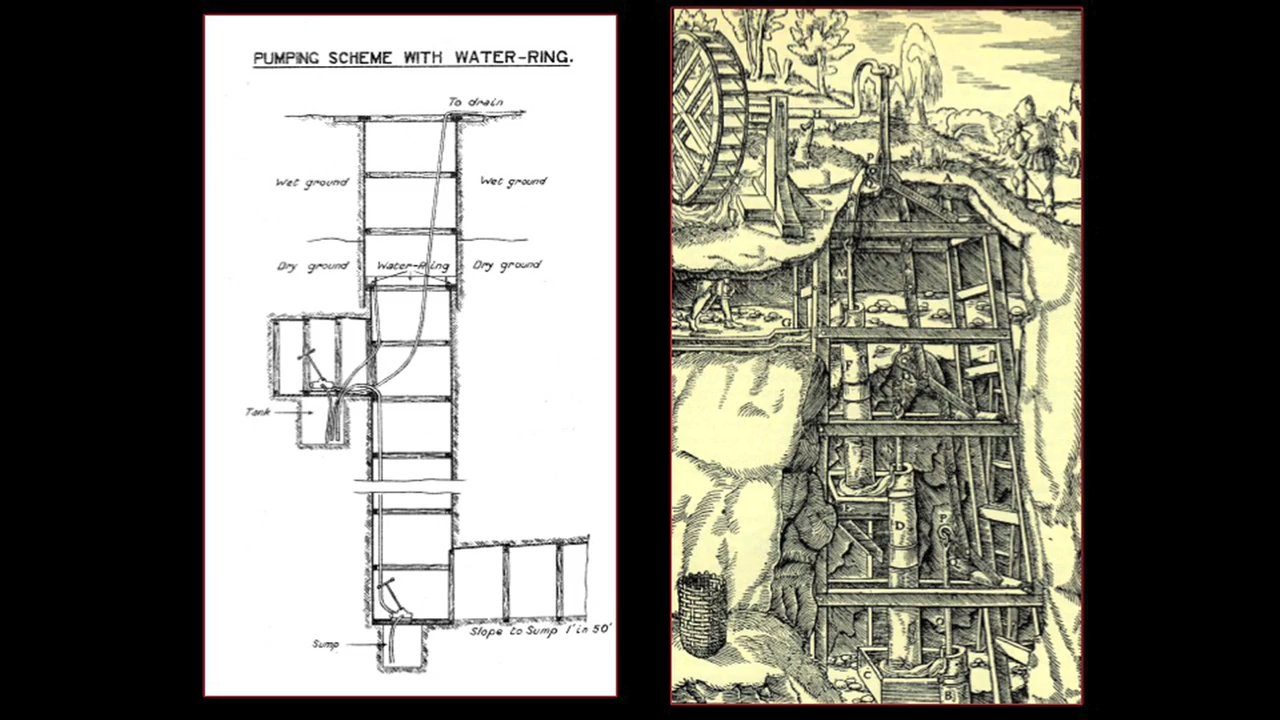 PUMPING SCHEME WITH WATER-RING.
To drain
Wet ground
Wet ground
Dry ground
Water-Ring
Dry ground
Tank
Slope to Sump 1' in 50'
Sump
H
P
A
M
G
F
D
P
C
B